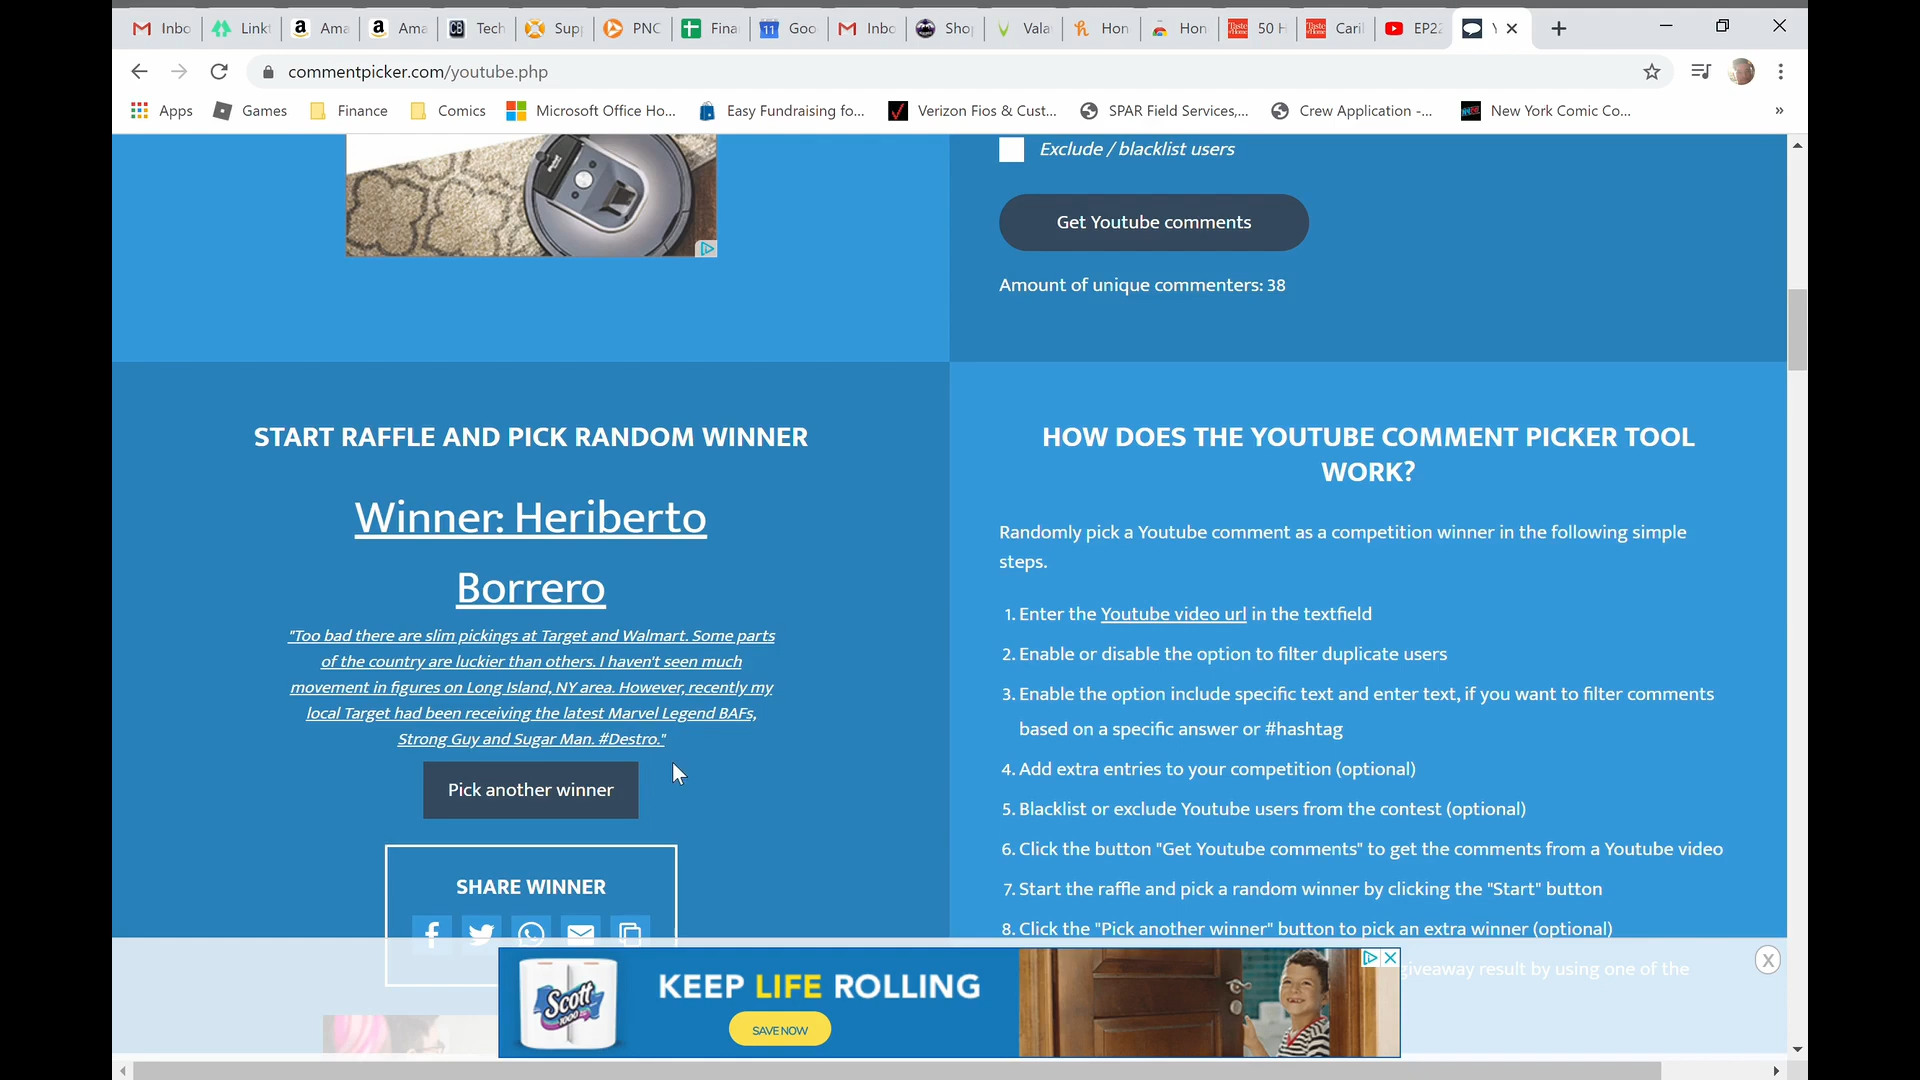 Inbo
Linkt
Ama
Ama
Tech
Supp
PNC
Finan
Goo
Inbo
Shop
Vala
Hon
Hon
50 H
Carib
EP22
Y
commentpicker.com/youtube.php
Apps
Games
Finance
Comics
Microsoft Office Ho...
Easy Fundraising fo...
Verizon Fios & Cust...
SPAR Field Services,...
Crew Application -...
New York Comic Co...
»
Exclude / blacklist users
Get Youtube comments
Amount of unique commenters: 38
START RAFFLE AND PICK RANDOM WINNER
Winner: Heriberto
Borrero
"Too bad there are slim pickings at Target and Walmart. Some parts
of the country are luckier than others. I haven't seen much
movement in figures on Long Island, NY area. However, recently my
local Target had been receiving the latest Marvel Legend BAFs,
Strong Guy and Sugar Man. #Destro."
Pick another winner
SHARE WINNER
HOW DOES THE YOUTUBE COMMENT PICKER TOOL
WORK?
Randomly pick a Youtube comment as a competition winner in the following simple
steps.
1. Enter the Youtube video url in the textfield
2. Enable or disable the option to filter duplicate users
3. Enable the option include specific text and enter text, if you want to filter comments
based on a specific answer or #hashtag
4. Add extra entries to your competition (optional)
5. Blacklist or exclude Youtube users from the contest (optional)
6. Click the button "Get Youtube comments" to get the comments from a Youtube video
7. Start the raffle and pick a random winner by clicking the "Start" button
8. Click the "Pick another winner" button to pick an extra winner (optional)
giveaway result by using one of the
Scott
1000
KEEP LIFE ROLLING
SAVE NOW